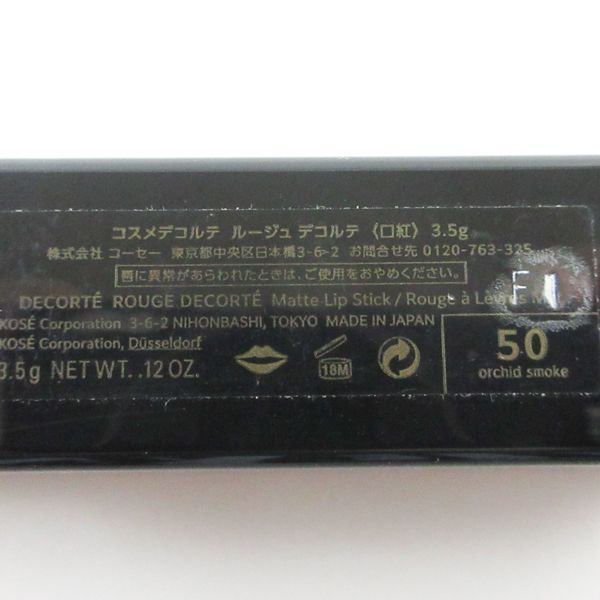 コスメデコルテ ルージュ デコルテ〈口紅〉3.5g
株式会社 コーセー 東京都中央区日本橋3-6-2 お問合せ先 0120-763-325
唇に異常があらわれたときは、ご使用をおやめください。
F1
DECORTÉ ROUGE DECORTÉ Matte Lip Stick / Rouge à Lèvres
KOSÉ Corporation 3-6-2 NIHONBASHI, TOKYO MADE IN JAPAN
KOSÉ Corporation, Düsseldorf
3.5g NET WT. .12 OZ.
18M
50
orchid smoke